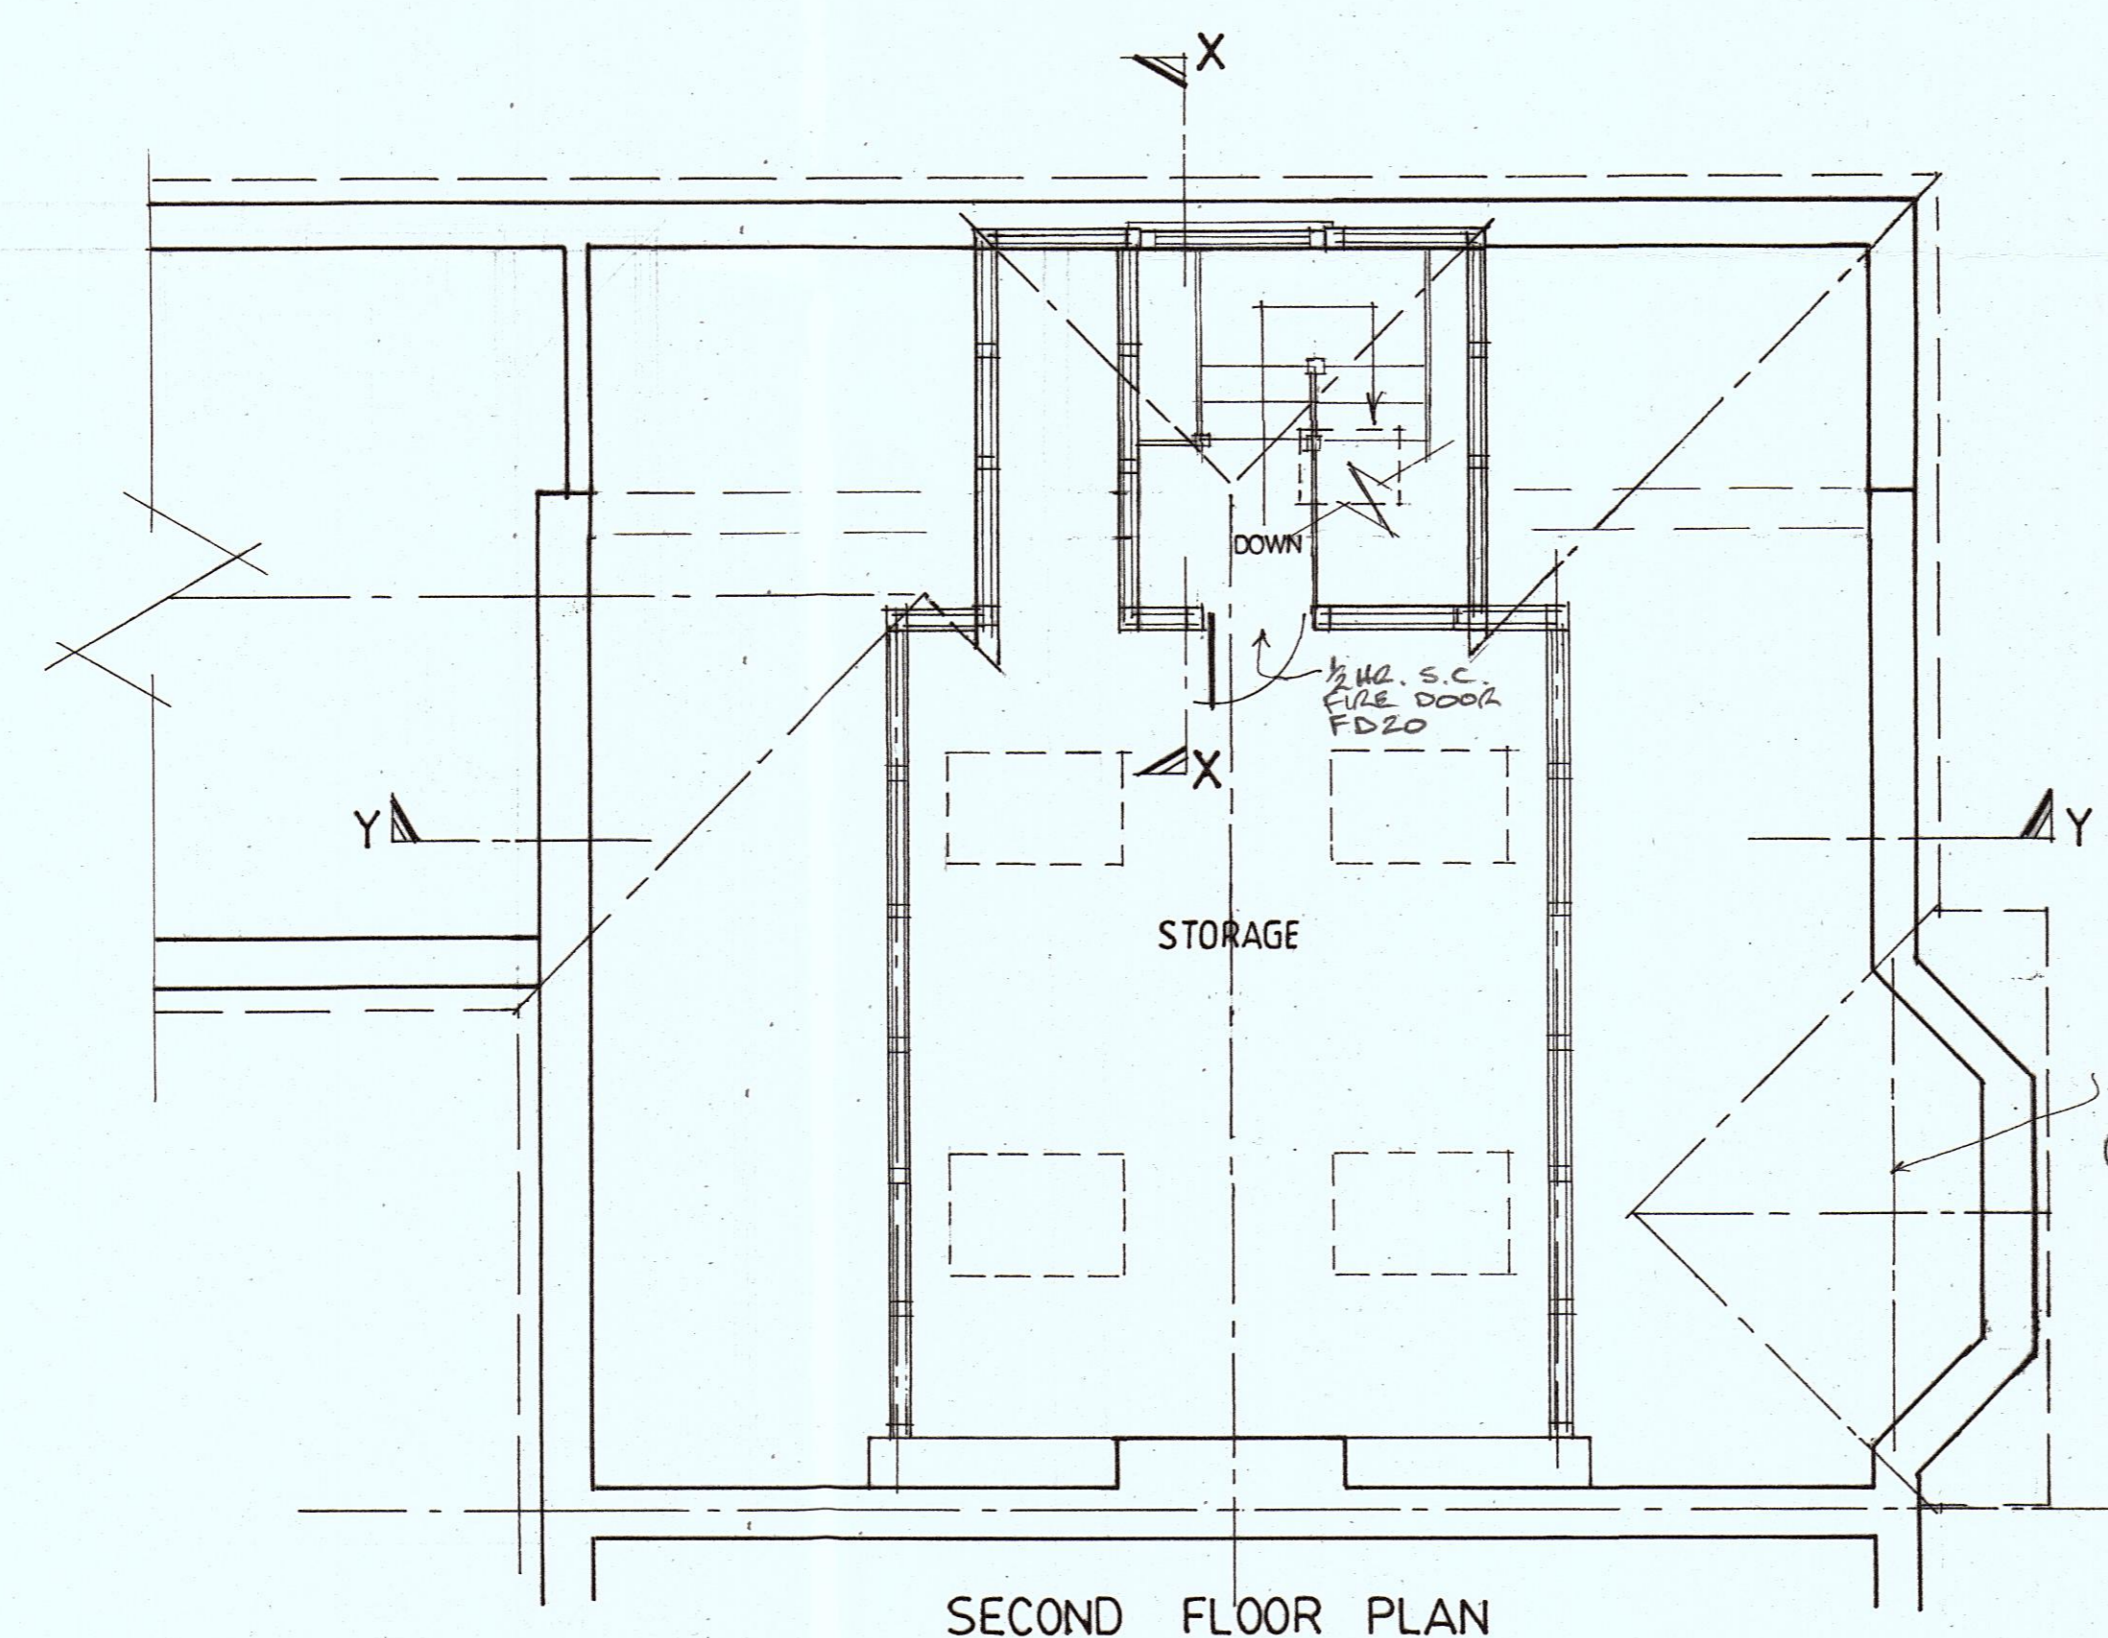 X
DOWN
½ HR. S.C.
FIRE DOOR
FD20
X
Y
Y
STORAGE
SECOND FLOOR PLAN